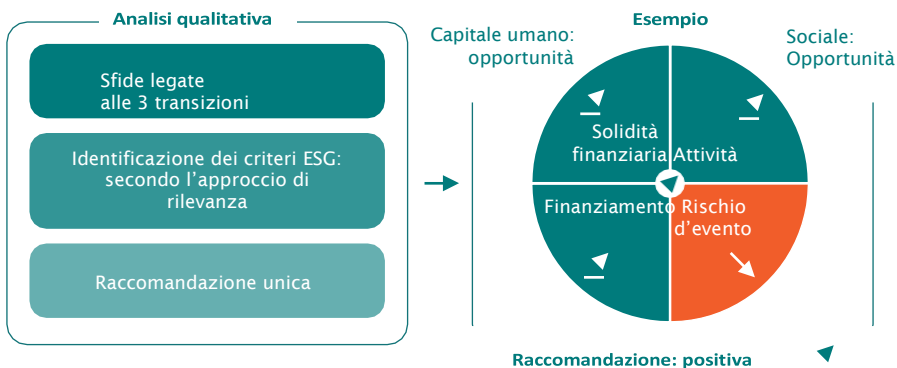 Analisi qualitativa
Sfide legate
alle 3 transizioni
Identificazione dei criteri ESG:
secondo l'approccio di
rilevanza
Raccomandazione unica
Esempio
Capitale umano:
opportunità
Sociale:
Opportunità
Solidità
finanziaria
Attività
Finanziamento
Rischio
d'evento
Raccomandazione: positiva